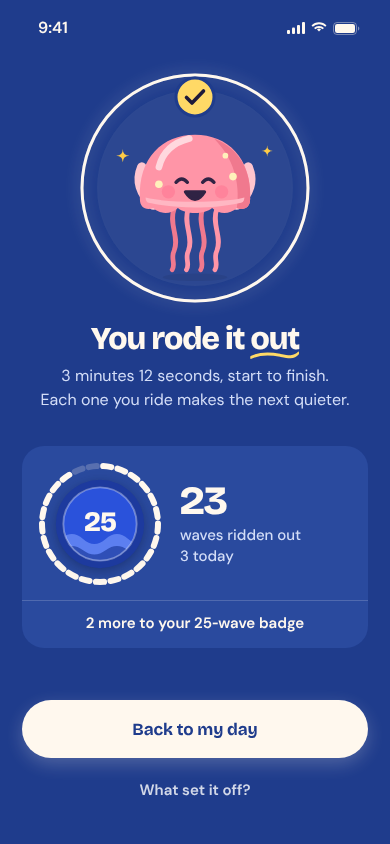 9:41
You rode it out
3 minutes 12 seconds, start to finish.
Each one you ride makes the next quieter.
25
23
waves ridden out
3 today
2 more to your 25-wave badge
Back to my day
What set it off?